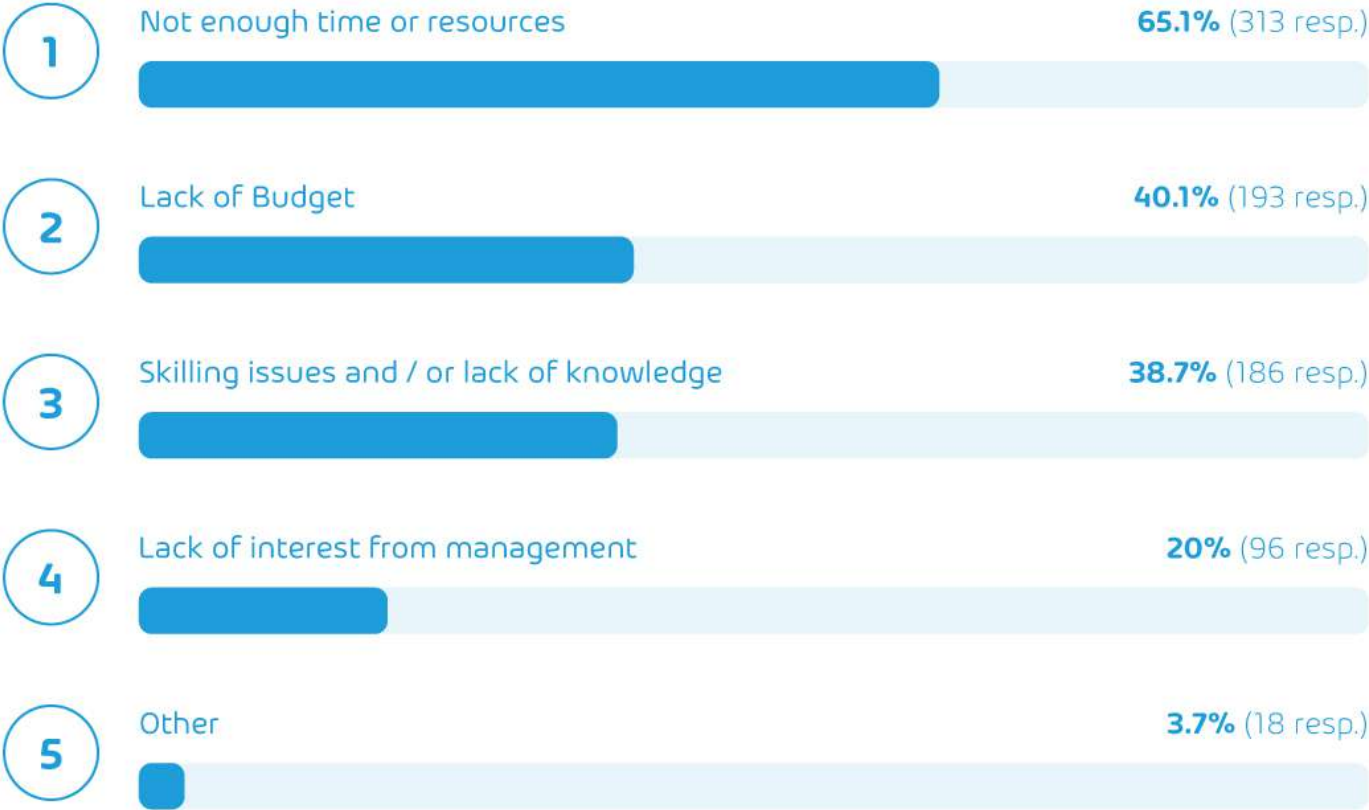 1
Not enough time or resources 65.1% (313 resp.)
2
Lack of Budget 40.1% (193 resp.)
3
Skilling issues and / or lack of knowledge 38.7% (186 resp.)
4
Lack of interest from management 20% (96 resp.)
5
Other 3.7% (18 resp.)